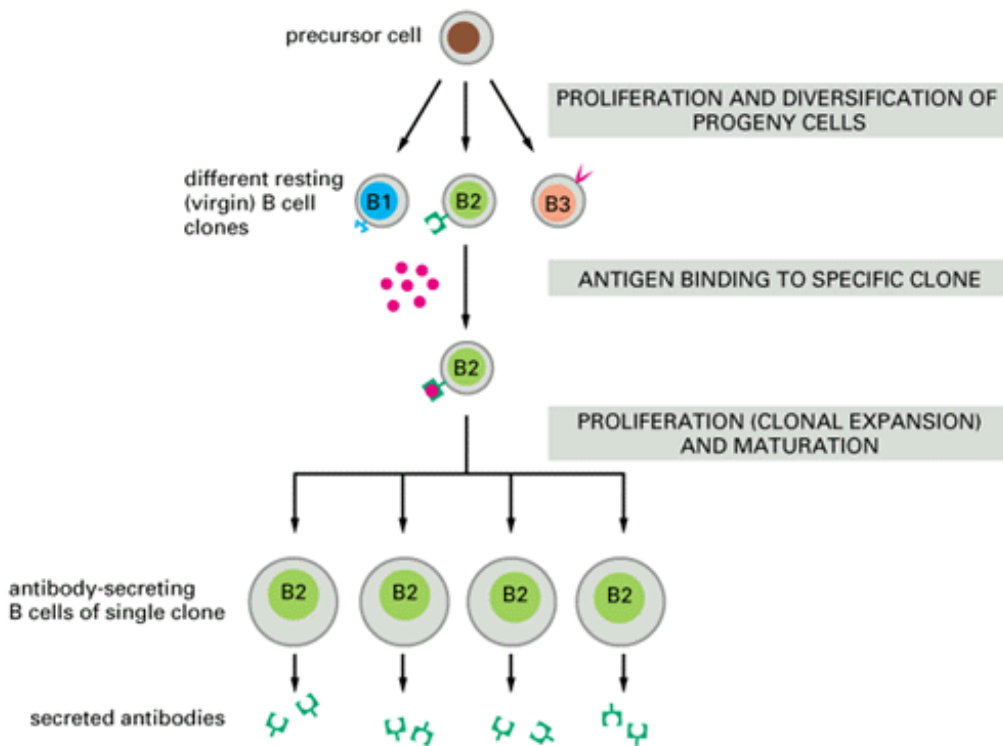 precursor cell
PROLIFERATION AND DIVERSIFICATION OF
PROGENY CELLS
different resting
(virgin) B cell
clones
B1
B2
B3
ANTIGEN BINDING TO SPECIFIC CLONE
B2
PROLIFERATION (CLONAL EXPANSION)
AND MATURATION
antibody-secreting
B cells of single clone
B2
B2
B2
B2
secreted antibodies